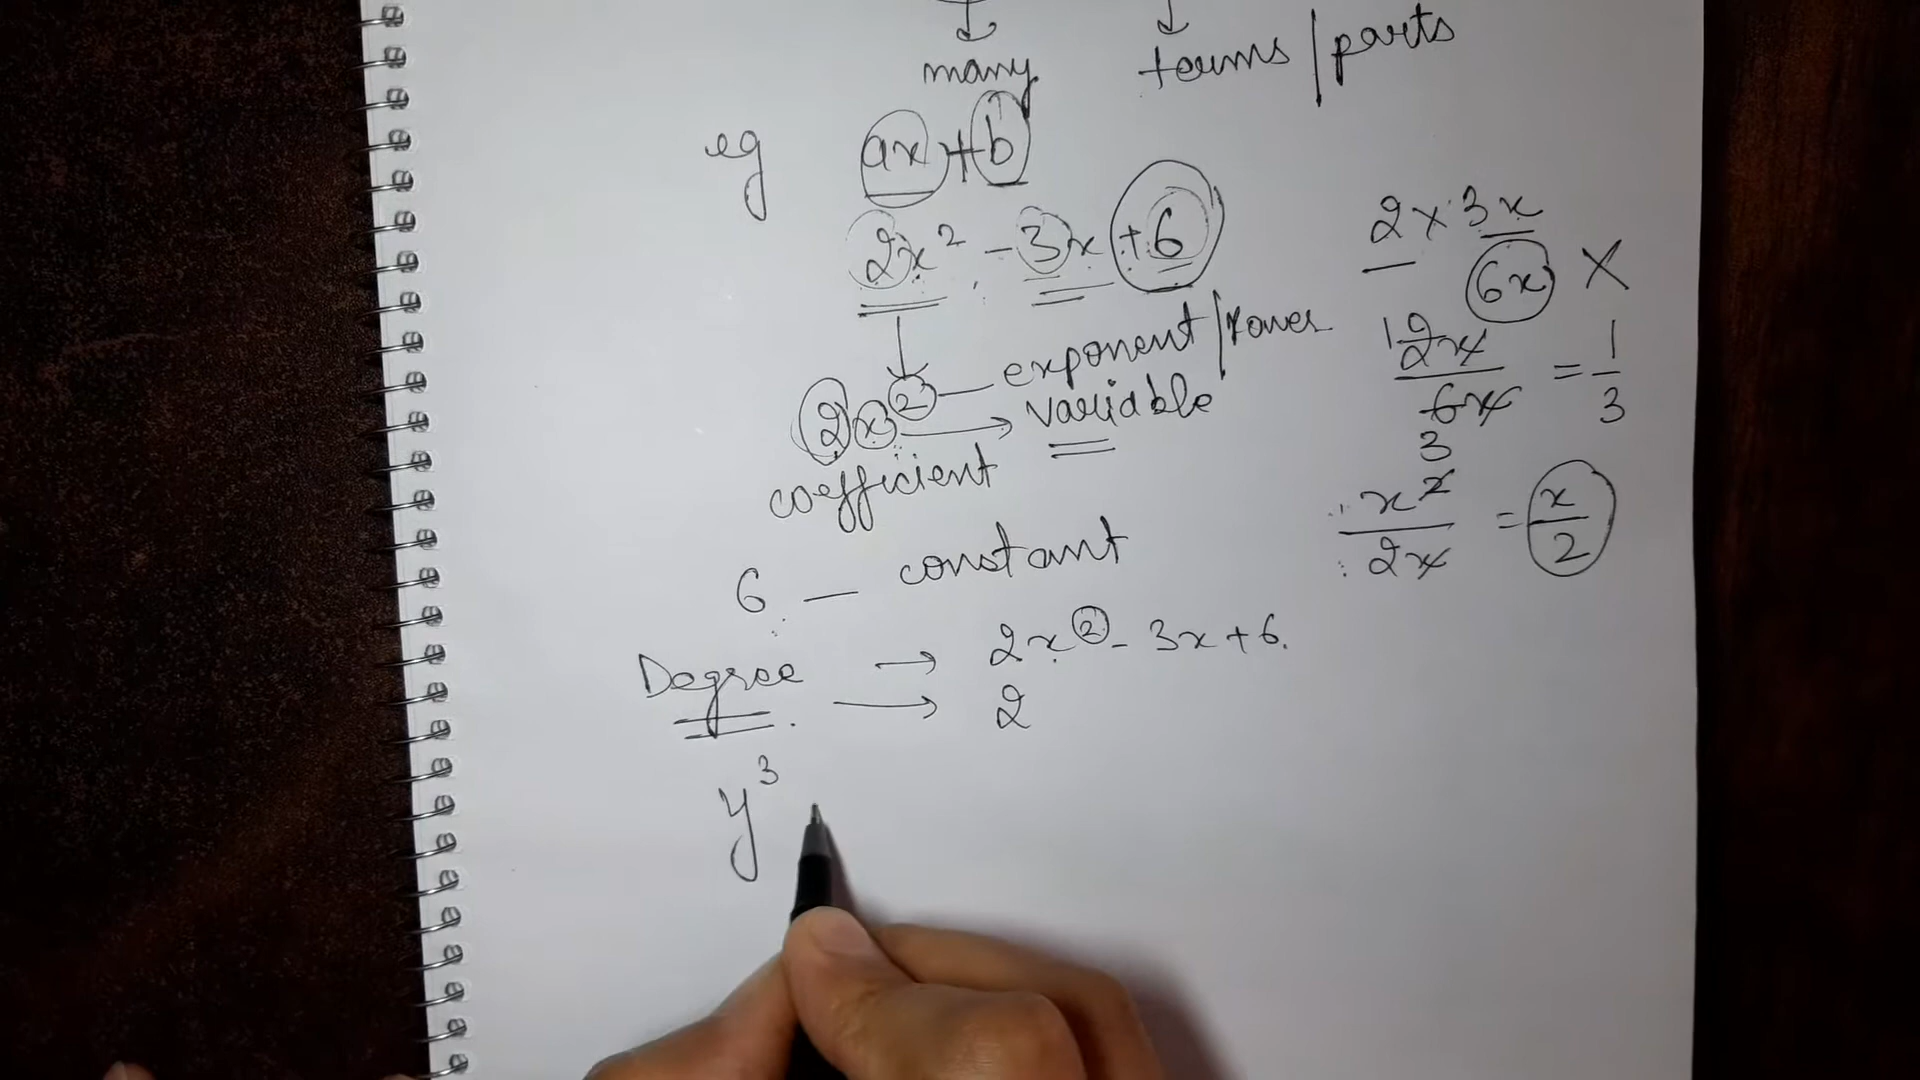 many terms / parts
eg ax + b
2x² - 3x + 6
2x² — exponent / Power
→ variable
coefficient
6 — constant
Degree → 2x² - 3x + 6.
→ 2
y³
2 × 3x
6x ×
2x / 6x = 1 / 3
3
x² / 2x = x / 2